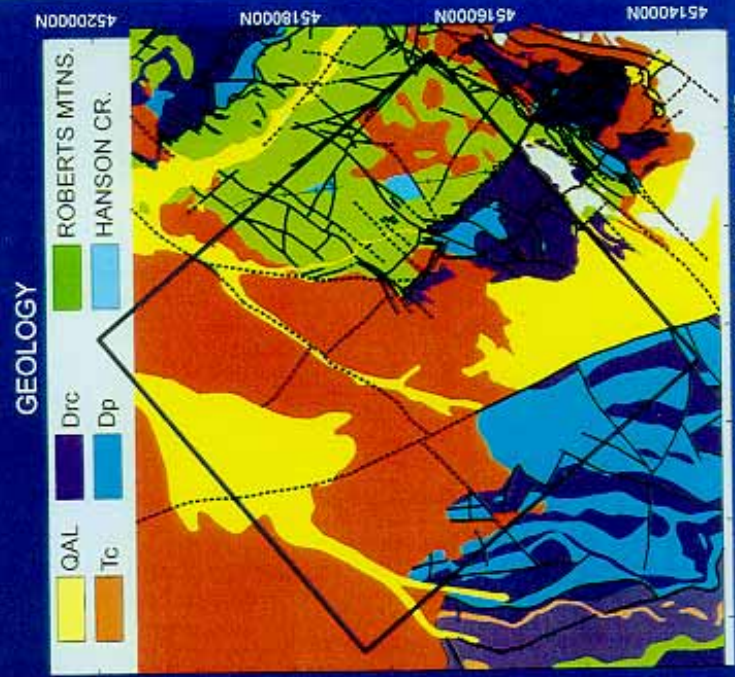 GEOLOGY
QAL
Drc
ROBERTS MTNS.
Tc
Dp
HANSON CR.
4520000N
4518000N
4516000N
4514000N